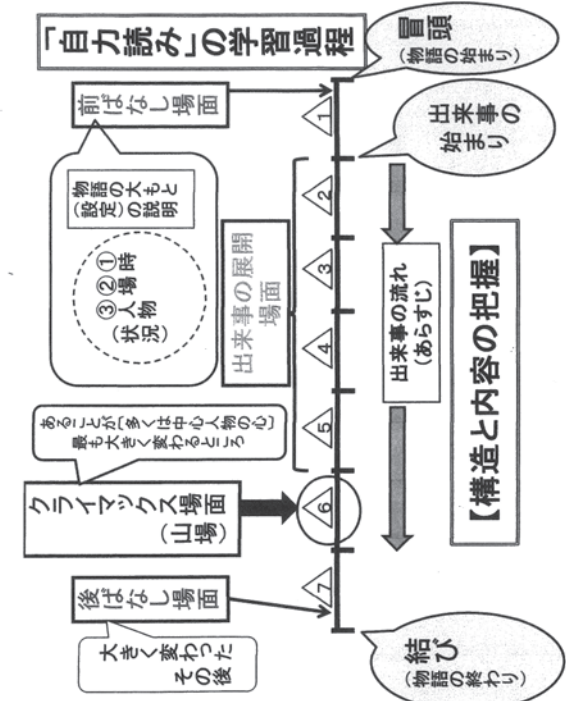 「自力読み」の学習過程
冒頭
(物語の始まり)
前ばなし場面
物語の大もと
(設定)の説明
①時
②場
③人物
(状況)
出来事の
始まり
1
2
3
4
5
6
7
出来事の展開
場面
出来事の流れ
(あらすじ)
【構造と内容の把握】
あることが〔多くは中心人物の心〕
最も大きく変わるところ
クライマックス場面
(山場)
後ばなし場面
大きく変わった
その後
結び
(物語の終わり)